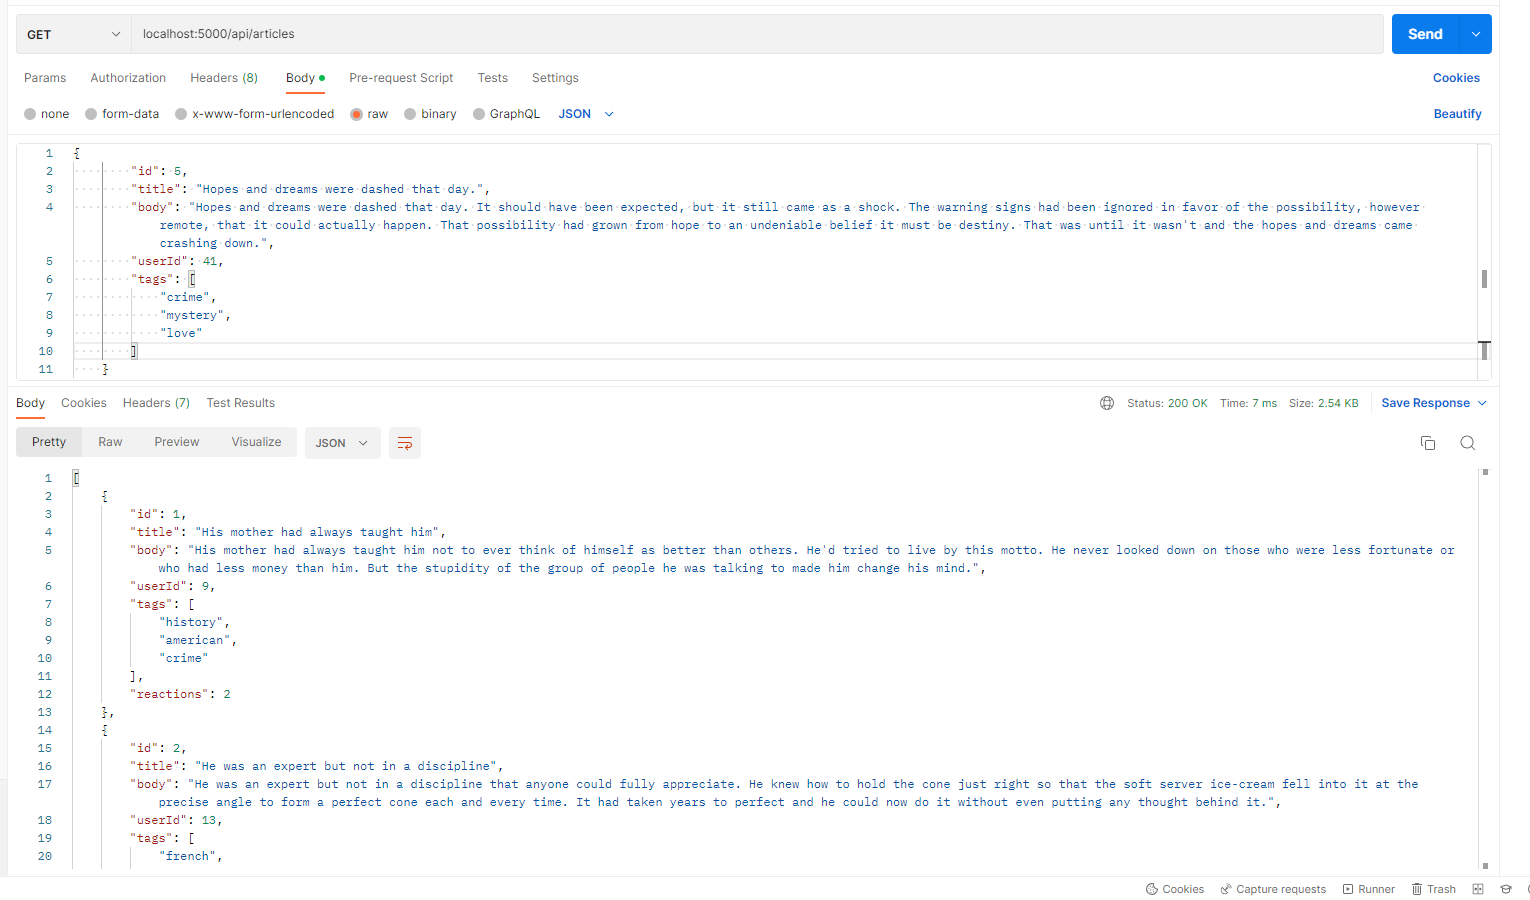 GET localhost:5000/api/articles Send
Params Authorization Headers (8) Body Pre-request Script Tests Settings Cookies
none form-data x-www-form-urlencoded raw binary GraphQL JSON Beautify
1 {
2 "id": 5,
3 "title": "Hopes and dreams were dashed that day.",
4 "body": "Hopes and dreams were dashed that day. It should have been expected, but it still came as a shock. The warning signs had been ignored in favor of the possibility, however
remote, that it could actually happen. That possibility had grown from hope to an undeniable belief it must be destiny. That was until it wasn't and the hopes and dreams came
crashing down.",
5 "userId": 41,
6 "tags": [
7 "crime",
8 "mystery",
9 "love"
10 ]
11 }
Body Cookies Headers (7) Test Results Status: 200 OK Time: 7 ms Size: 2.54 KB Save Response
Pretty Raw Preview Visualize JSON
1 [
2 {
3 "id": 1,
4 "title": "His mother had always taught him",
5 "body": "His mother had always taught him not to ever think of himself as better than others. He'd tried to live by this motto. He never looked down on those who were less fortunate or
who had less money than him. But the stupidity of the group of people he was talking to made him change his mind.",
6 "userId": 9,
7 "tags": [
8 "history",
9 "american",
10 "crime"
11 ],
12 "reactions": 2
13 },
14 {
15 "id": 2,
16 "title": "He was an expert but not in a discipline",
17 "body": "He was an expert but not in a discipline that anyone could fully appreciate. He knew how to hold the cone just right so that the soft server ice-cream fell into it at the
precise angle to form a perfect cone each and every time. It had taken years to perfect and he could now do it without even putting any thought behind it.",
18 "userId": 13,
19 "tags": [
20 "french",
Cookies Capture requests Runner Trash